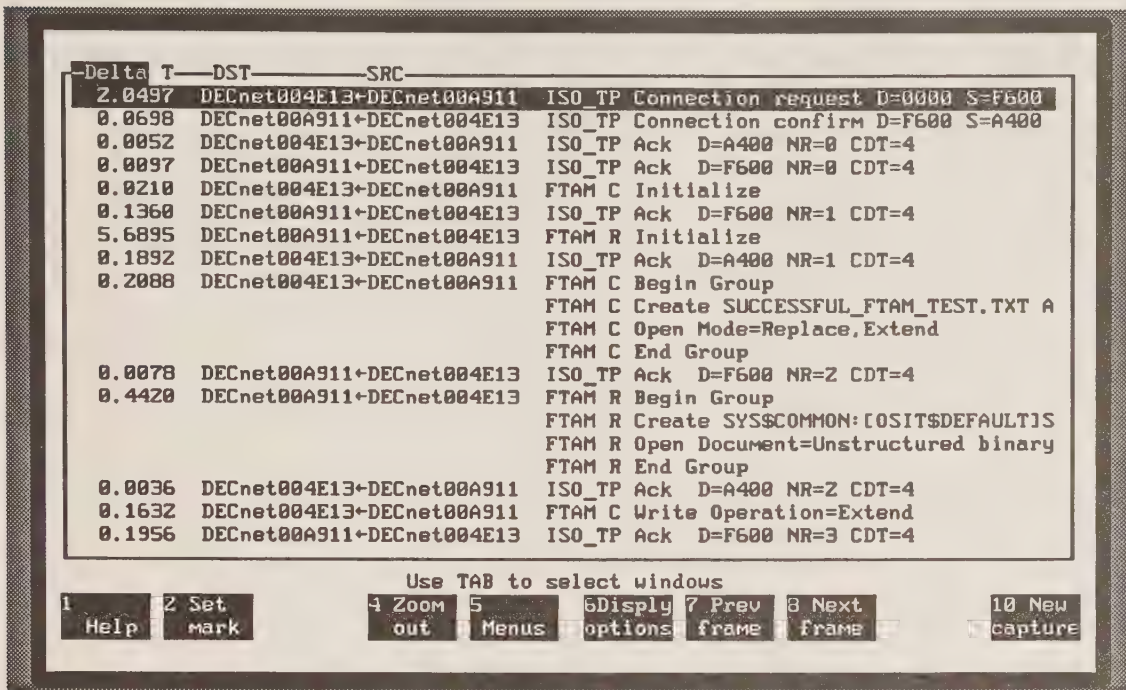 Delta T DST SRC
2.0497 DECnet004E13←DECnet00A911 ISO_TP Connection request D=0000 S=F600
0.0698 DECnet00A911←DECnet004E13 ISO_TP Connection confirm D=F600 S=A400
0.0052 DECnet004E13←DECnet00A911 ISO_TP Ack D=A400 NR=0 CDT=4
0.0097 DECnet00A911←DECnet004E13 ISO_TP Ack D=F600 NR=0 CDT=4
0.0210 DECnet004E13←DECnet00A911 FTAM C Initialize
0.1360 DECnet00A911←DECnet004E13 ISO_TP Ack D=F600 NR=1 CDT=4
5.6895 DECnet00A911←DECnet004E13 FTAM R Initialize
0.1892 DECnet004E13←DECnet00A911 ISO_TP Ack D=A400 NR=1 CDT=4
0.2088 DECnet004E13←DECnet00A911 FTAM C Begin Group
FTAM C Create SUCCESSFUL_FTAM_TEST.TXT A
FTAM C Open Mode=Replace,Extend
FTAM C End Group
0.0078 DECnet00A911←DECnet004E13 ISO_TP Ack D=F600 NR=2 CDT=4
0.4420 DECnet00A911←DECnet004E13 FTAM R Begin Group
FTAM R Create SYS$COMMON:[OSIT$DEFAULT]S
FTAM R Open Document=Unstructured binary
FTAM R End Group
0.0036 DECnet004E13←DECnet00A911 ISO_TP Ack D=A400 NR=2 CDT=4
0.1632 DECnet004E13←DECnet00A911 FTAM C Write Operation=Extend
0.1956 DECnet00A911←DECnet004E13 ISO_TP Ack D=F600 NR=3 CDT=4
Use TAB to select windows
1 Help 2 Set mark 4 Zoom out 5 Menus 6Disply options 7 Prev frame 8 Next frame 10 New capture